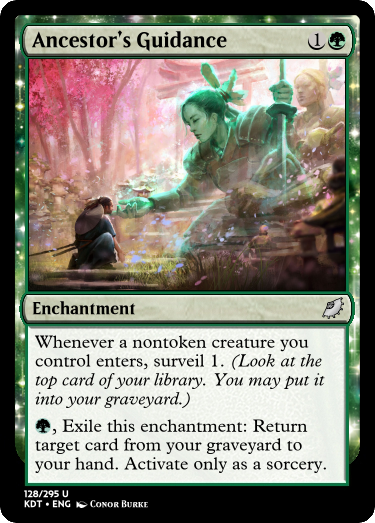 Ancestor's Guidance 1
Enchantment
Whenever a nontoken creature you
control enters, surveil 1. (Look at the
top card of your library. You may put it
into your graveyard.)
, Exile this enchantment: Return
target card from your graveyard to
your hand. Activate only as a sorcery.
128/295 U
KDT • ENG Conor Burke